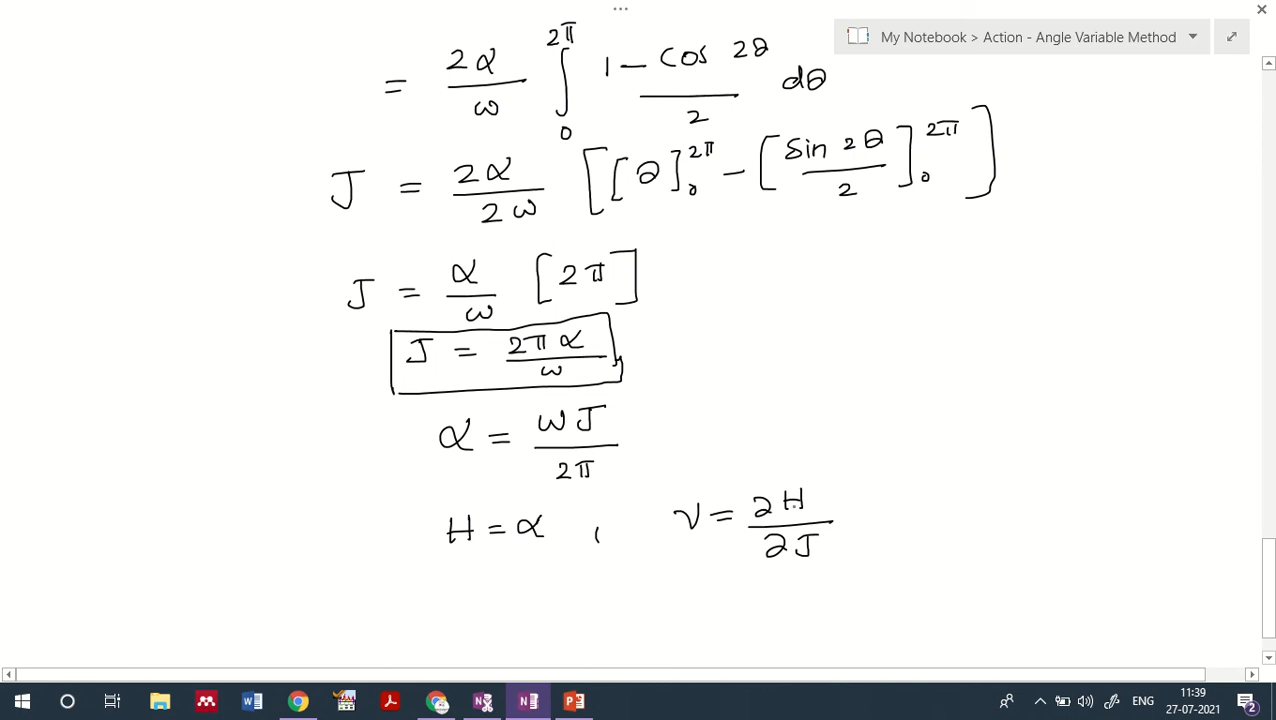 My Notebook > Action - Angle Variable Method
= 2α/ω ∫₀^2π 1 - cos 2θ / 2 dθ
J = 2α/2ω [[θ]₀^2π - [sin 2θ / 2]₀^2π]
J = α/ω [2π]
J = 2πα/ω
α = ωJ/2π
H = α , ν = ∂H/∂J
ENG
11:39
27-07-2021
2